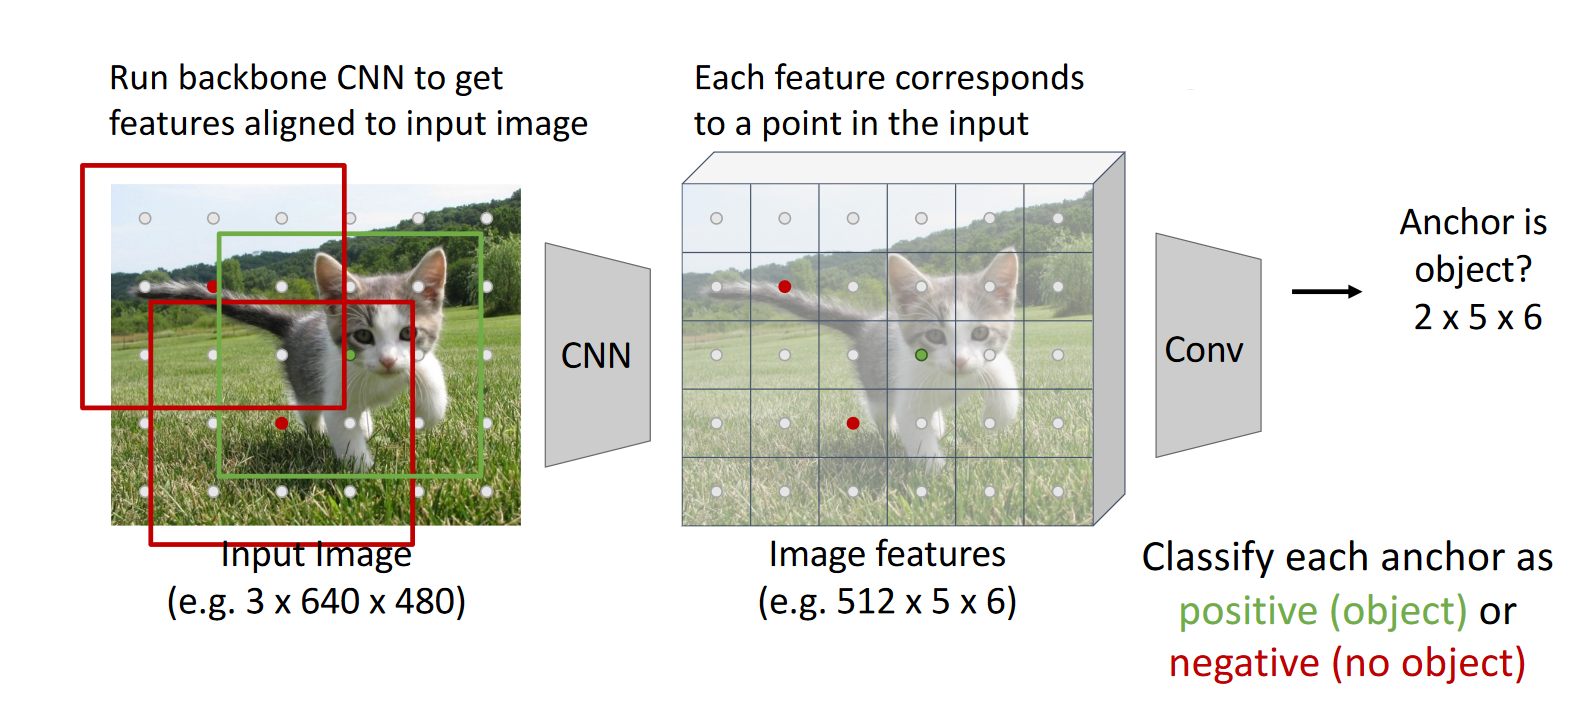 Run backbone CNN to get
features aligned to input image
Each feature corresponds
to a point in the input
CNN
Conv
Anchor is
object?
2 x 5 x 6
Input Image
(e.g. 3 x 640 x 480)
Image features
(e.g. 512 x 5 x 6)
Classify each anchor as
positive (object) or
negative (no object)